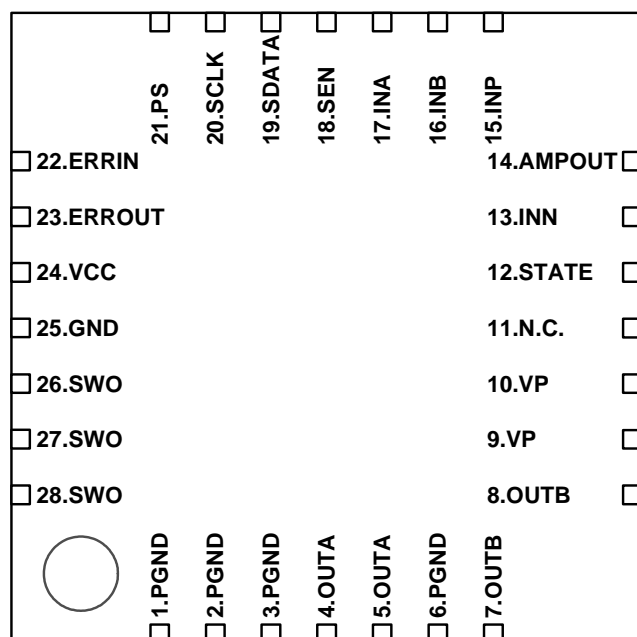 21.PS
20.SCLK
19.SDATA
18.SEN
17.INA
16.INB
15.INP
22.ERRIN
14.AMPOUT
23.ERROUT
13.INN
24.VCC
12.STATE
25.GND
11.N.C.
26.SWO
10.VP
27.SWO
9.VP
28.SWO
8.OUTB
1.PGND
2.PGND
3.PGND
4.OUTA
5.OUTA
6.PGND
7.OUTB